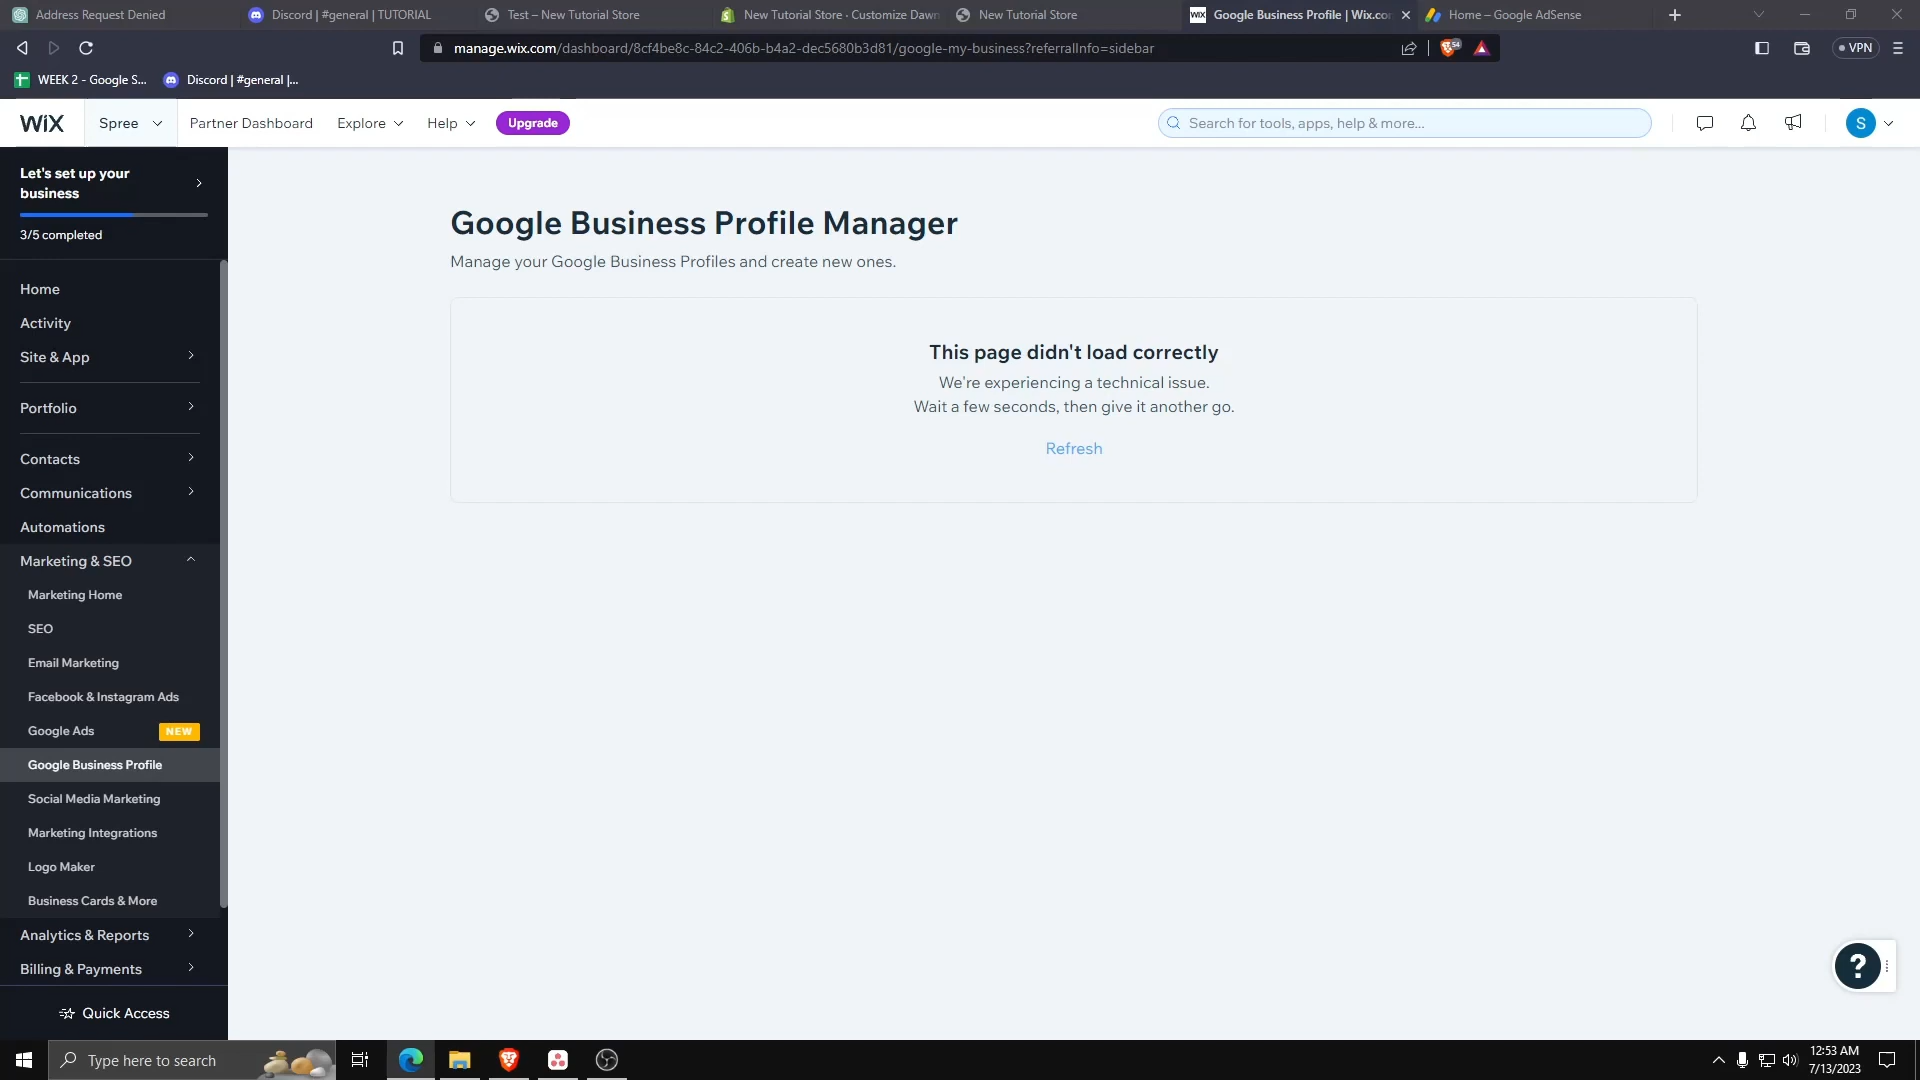 Address Request Denied
Discord | #general | TUTORIAL
Test – New Tutorial Store
New Tutorial Store · Customize Dawn
New Tutorial Store
WIX
Google Business Profile | Wix.co
Home – Google AdSense
manage.wix.com/dashboard/8cf4be8c-84c2-406b-b4a2-dec5680b3d81/google-my-business?referralInfo=sidebar
54
VPN
WEEK 2 - Google S...
Discord | #general |...
WiX
Spree
Partner Dashboard
Explore
Help
Upgrade
Search for tools, apps, help & more...
S
Let's set up your
business
3/5 completed
Home
Activity
Site & App
Portfolio
Contacts
Communications
Automations
Marketing & SEO
Marketing Home
SEO
Email Marketing
Facebook & Instagram Ads
Google Ads
NEW
Google Business Profile
Social Media Marketing
Marketing Integrations
Logo Maker
Business Cards & More
Analytics & Reports
Billing & Payments
Quick Access
Google Business Profile Manager
Manage your Google Business Profiles and create new ones.
This page didn't load correctly
We're experiencing a technical issue.
Wait a few seconds, then give it another go.
Refresh
?
Type here to search
12:53 AM
7/13/2023